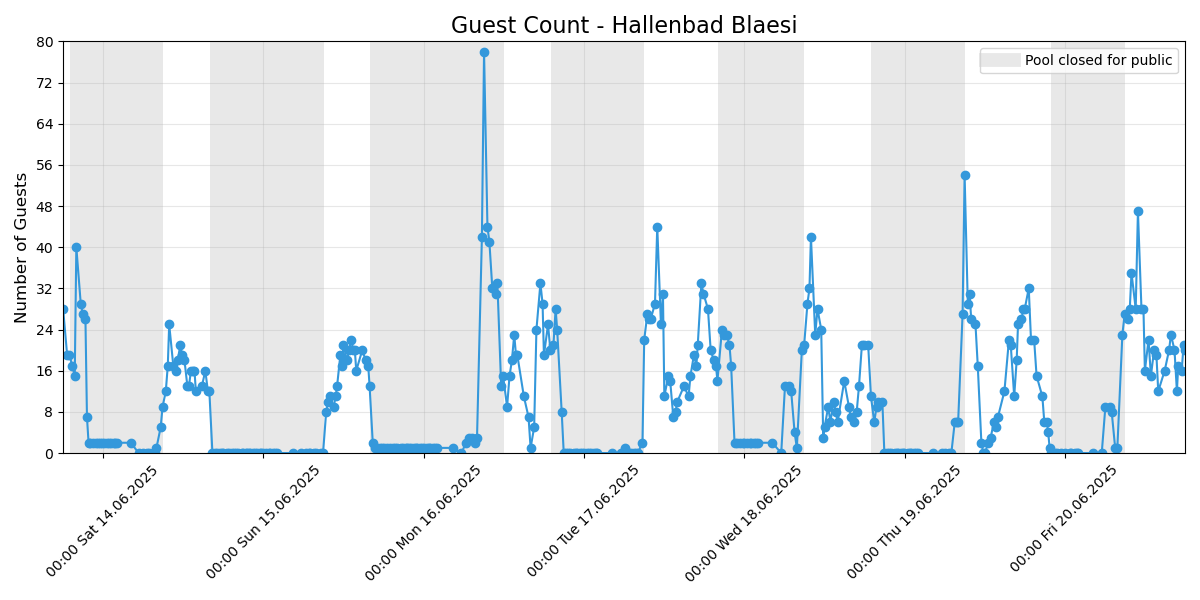 Guest Count - Hallenbad Blaesi
Pool closed for public
Number of Guests
80
72
64
56
48
40
32
24
16
8
0
00:00 Sat 14.06.2025
00:00 Sun 15.06.2025
00:00 Mon 16.06.2025
00:00 Tue 17.06.2025
00:00 Wed 18.06.2025
00:00 Thu 19.06.2025
00:00 Fri 20.06.2025